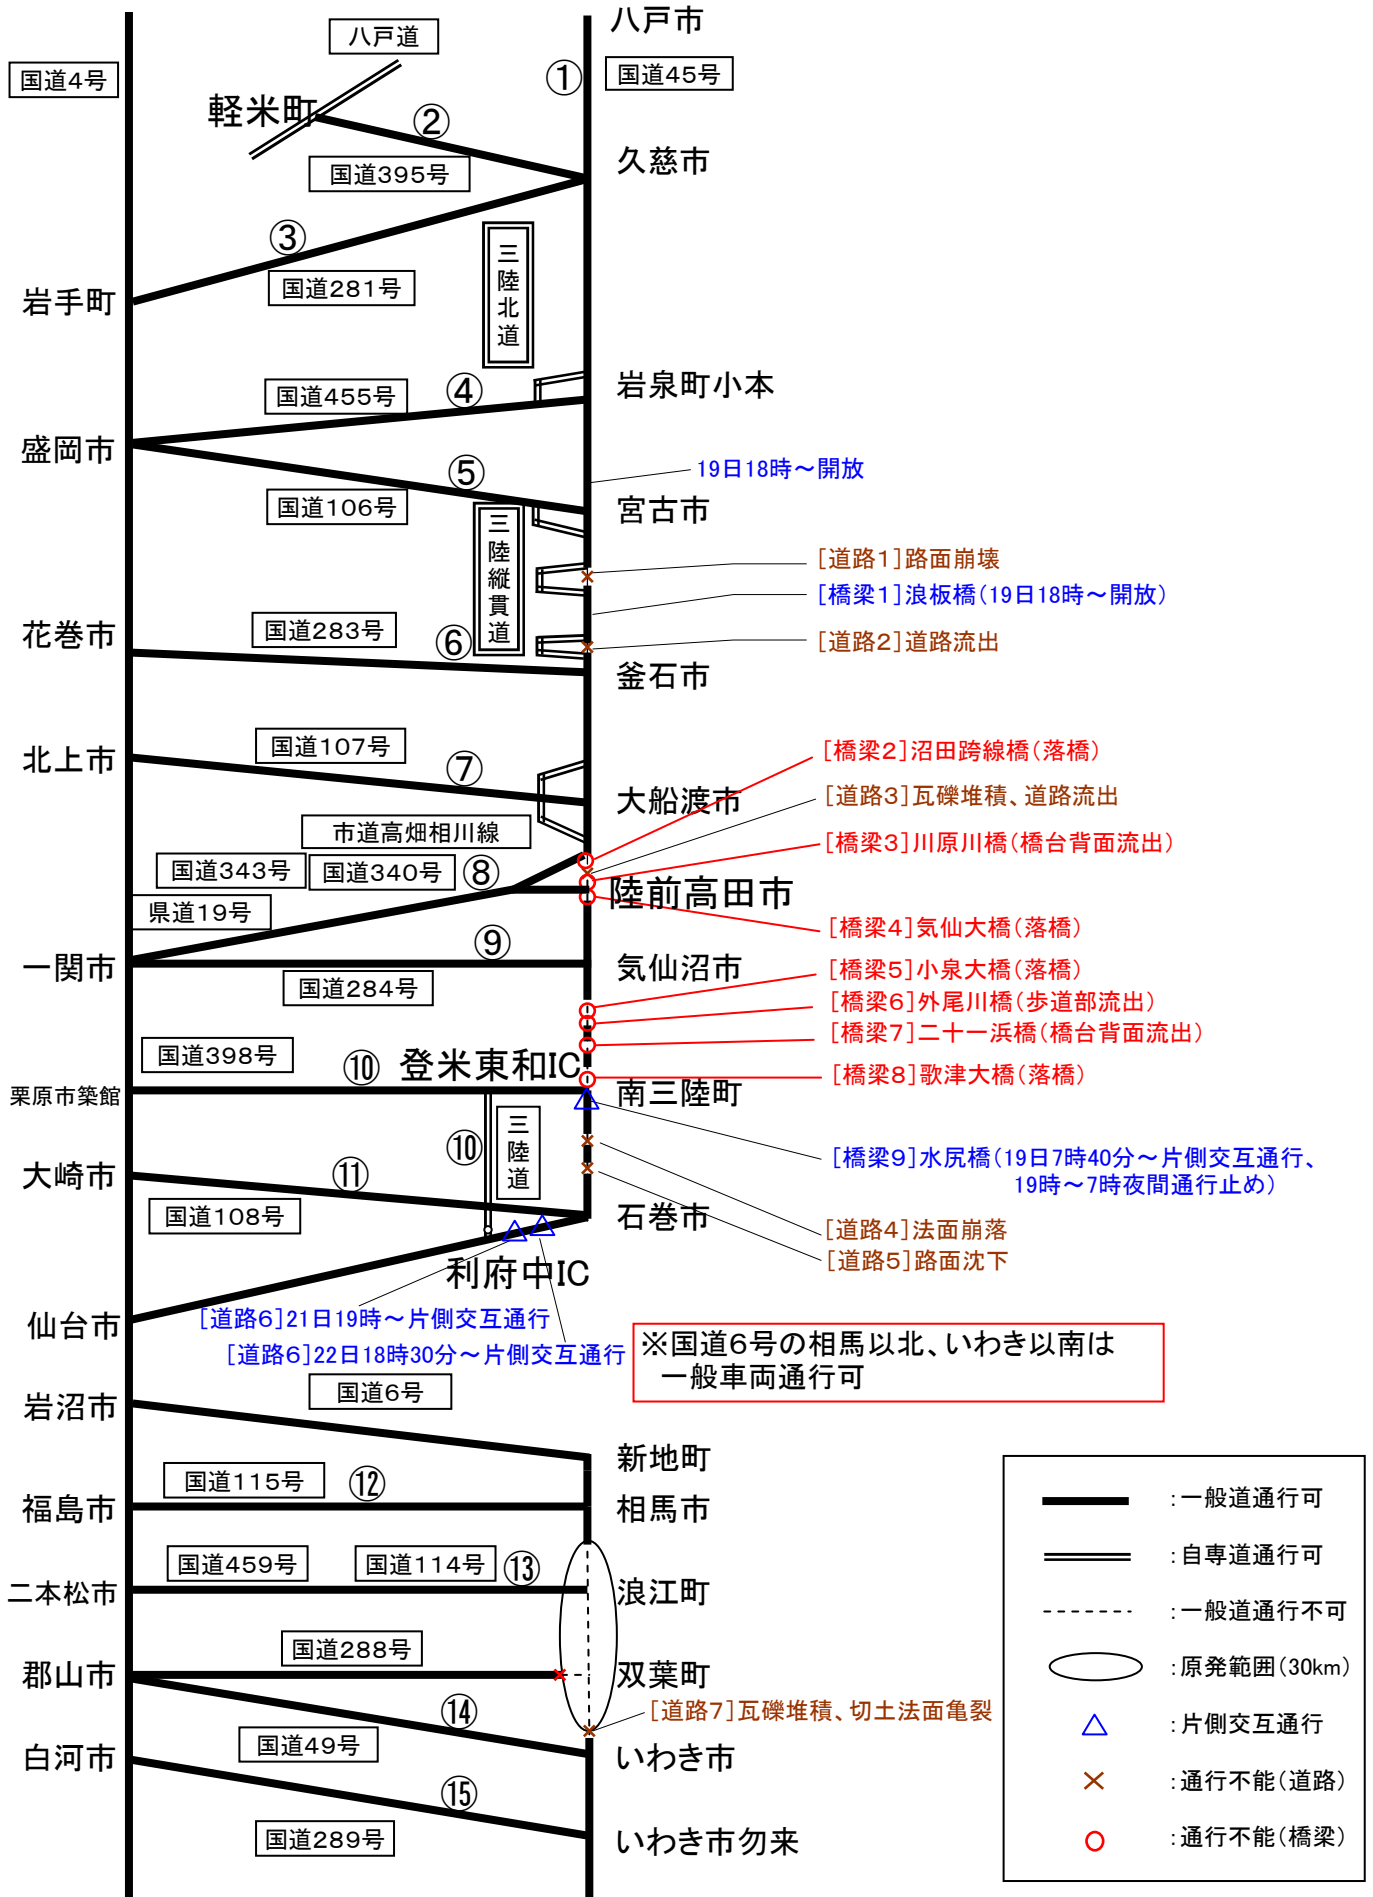 八戸市
八戸道
国道4号
①
国道45号
軽米町
②
久慈市
国道395号
③
三陸北道
国道281号
岩手町
岩泉町小本
④
国道455号
盛岡市
19日18時～開放
⑤
国道106号
宮古市
三陸縦貫道
[道路1]路面崩壊
[橋梁1]浪板橋(19日18時～開放)
国道283号
花巻市
⑥
[道路2]道路流出
釜石市
国道107号
北上市
⑦
[橋梁2]沼田跨線橋(落橋)
大船渡市
[道路3]瓦礫堆積、道路流出
市道高畑相川線
[橋梁3]川原川橋(橋台背面流出)
国道343号
国道340号
⑧
陸前高田市
県道19号
[橋梁4]気仙大橋(落橋)
⑨
一関市
気仙沼市
[橋梁5]小泉大橋(落橋)
国道284号
[橋梁6]外尾川橋(歩道部流出)
[橋梁7]二十一浜橋(橋台背面流出)
国道398号
⑩
登米東和IC
[橋梁8]歌津大橋(落橋)
栗原市築館
南三陸町
⑩
三陸道
[橋梁9]水尻橋(19日7時40分～片側交互通行、
19時～7時夜間通行止め)
大崎市
⑪
国道108号
石巻市
[道路4]法面崩落
[道路5]路面沈下
利府中IC
仙台市
[道路6]21日19時～片側交互通行
[道路6]22日18時30分～片側交互通行
※国道6号の相馬以北、いわき以南は
一般車両通行可
国道6号
岩沼市
新地町
国道115号
⑫
福島市
相馬市
国道459号
国道114号
⑬
二本松市
浪江町
国道288号
郡山市
双葉町
[道路7]瓦礫堆積、切土法面亀裂
⑭
国道49号
白河市
いわき市
⑮
国道289号
いわき市勿来
:一般道通行可
:自専道通行可
:一般道通行不可
:原発範囲(30km)
:片側交互通行
:通行不能(道路)
:通行不能(橋梁)